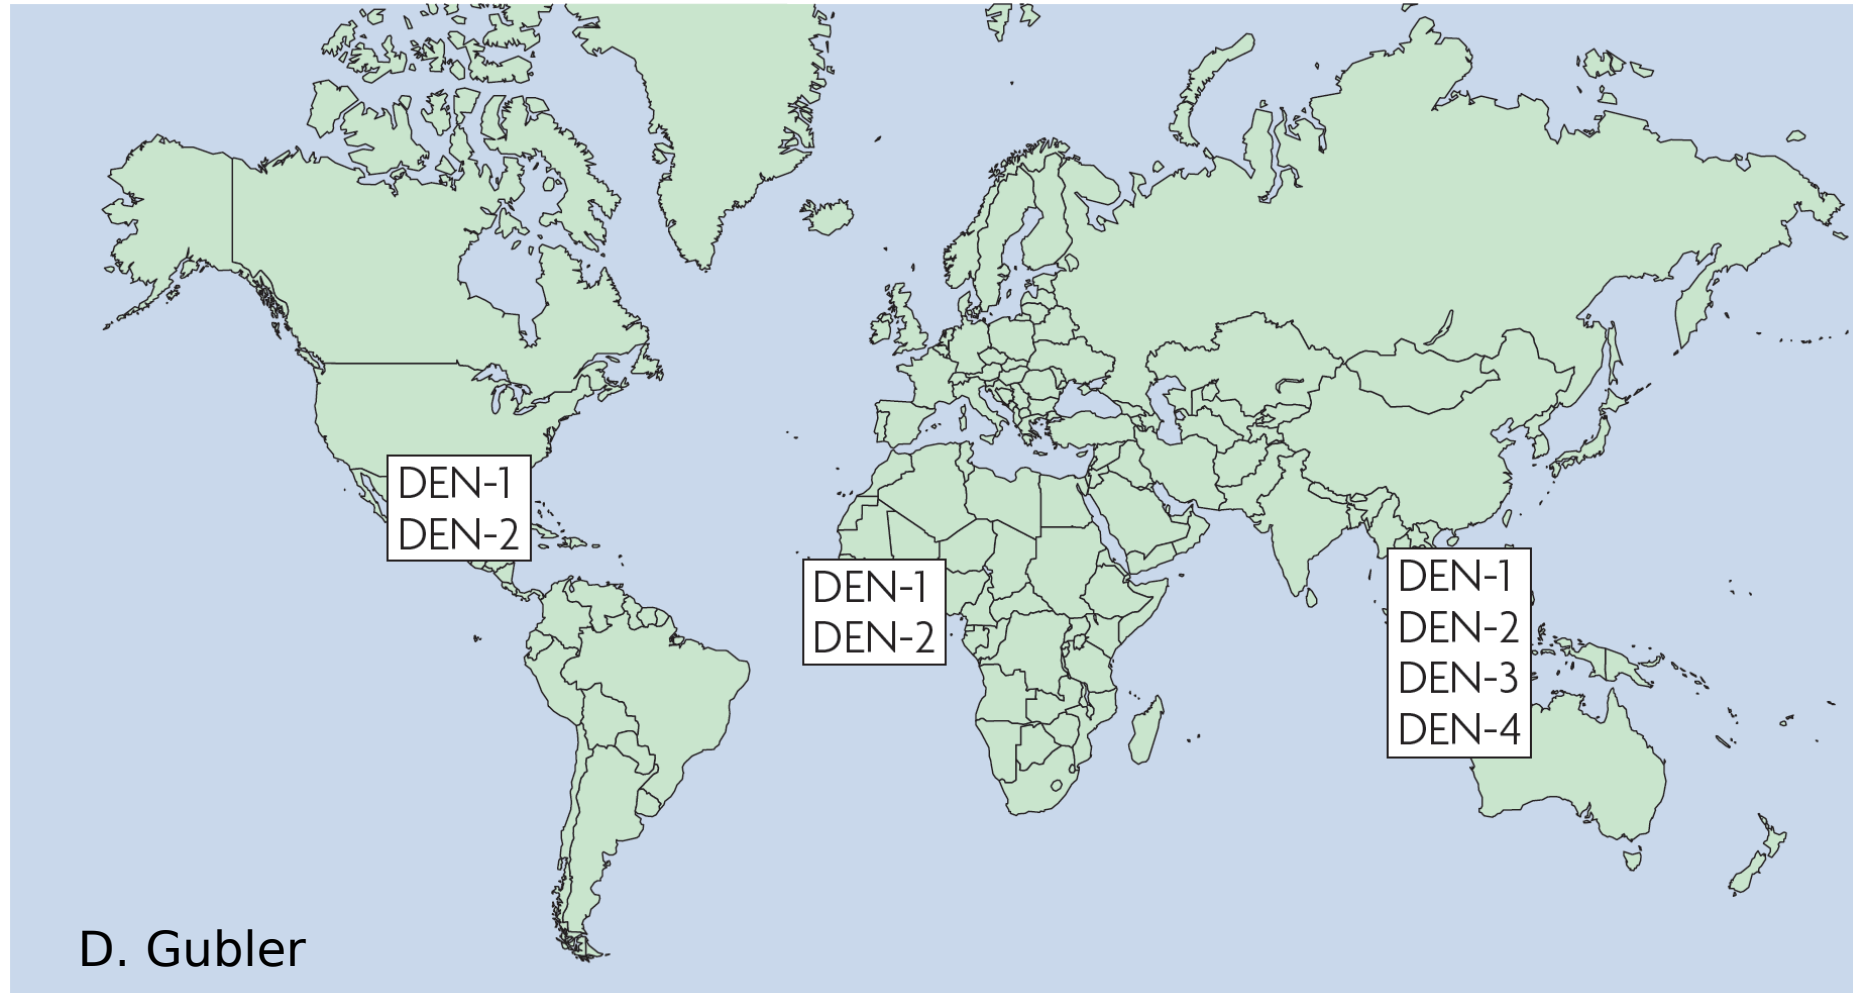 DEN-1
DEN-2
DEN-1
DEN-2
DEN-1
DEN-2
DEN-3
DEN-4
D. Gubler